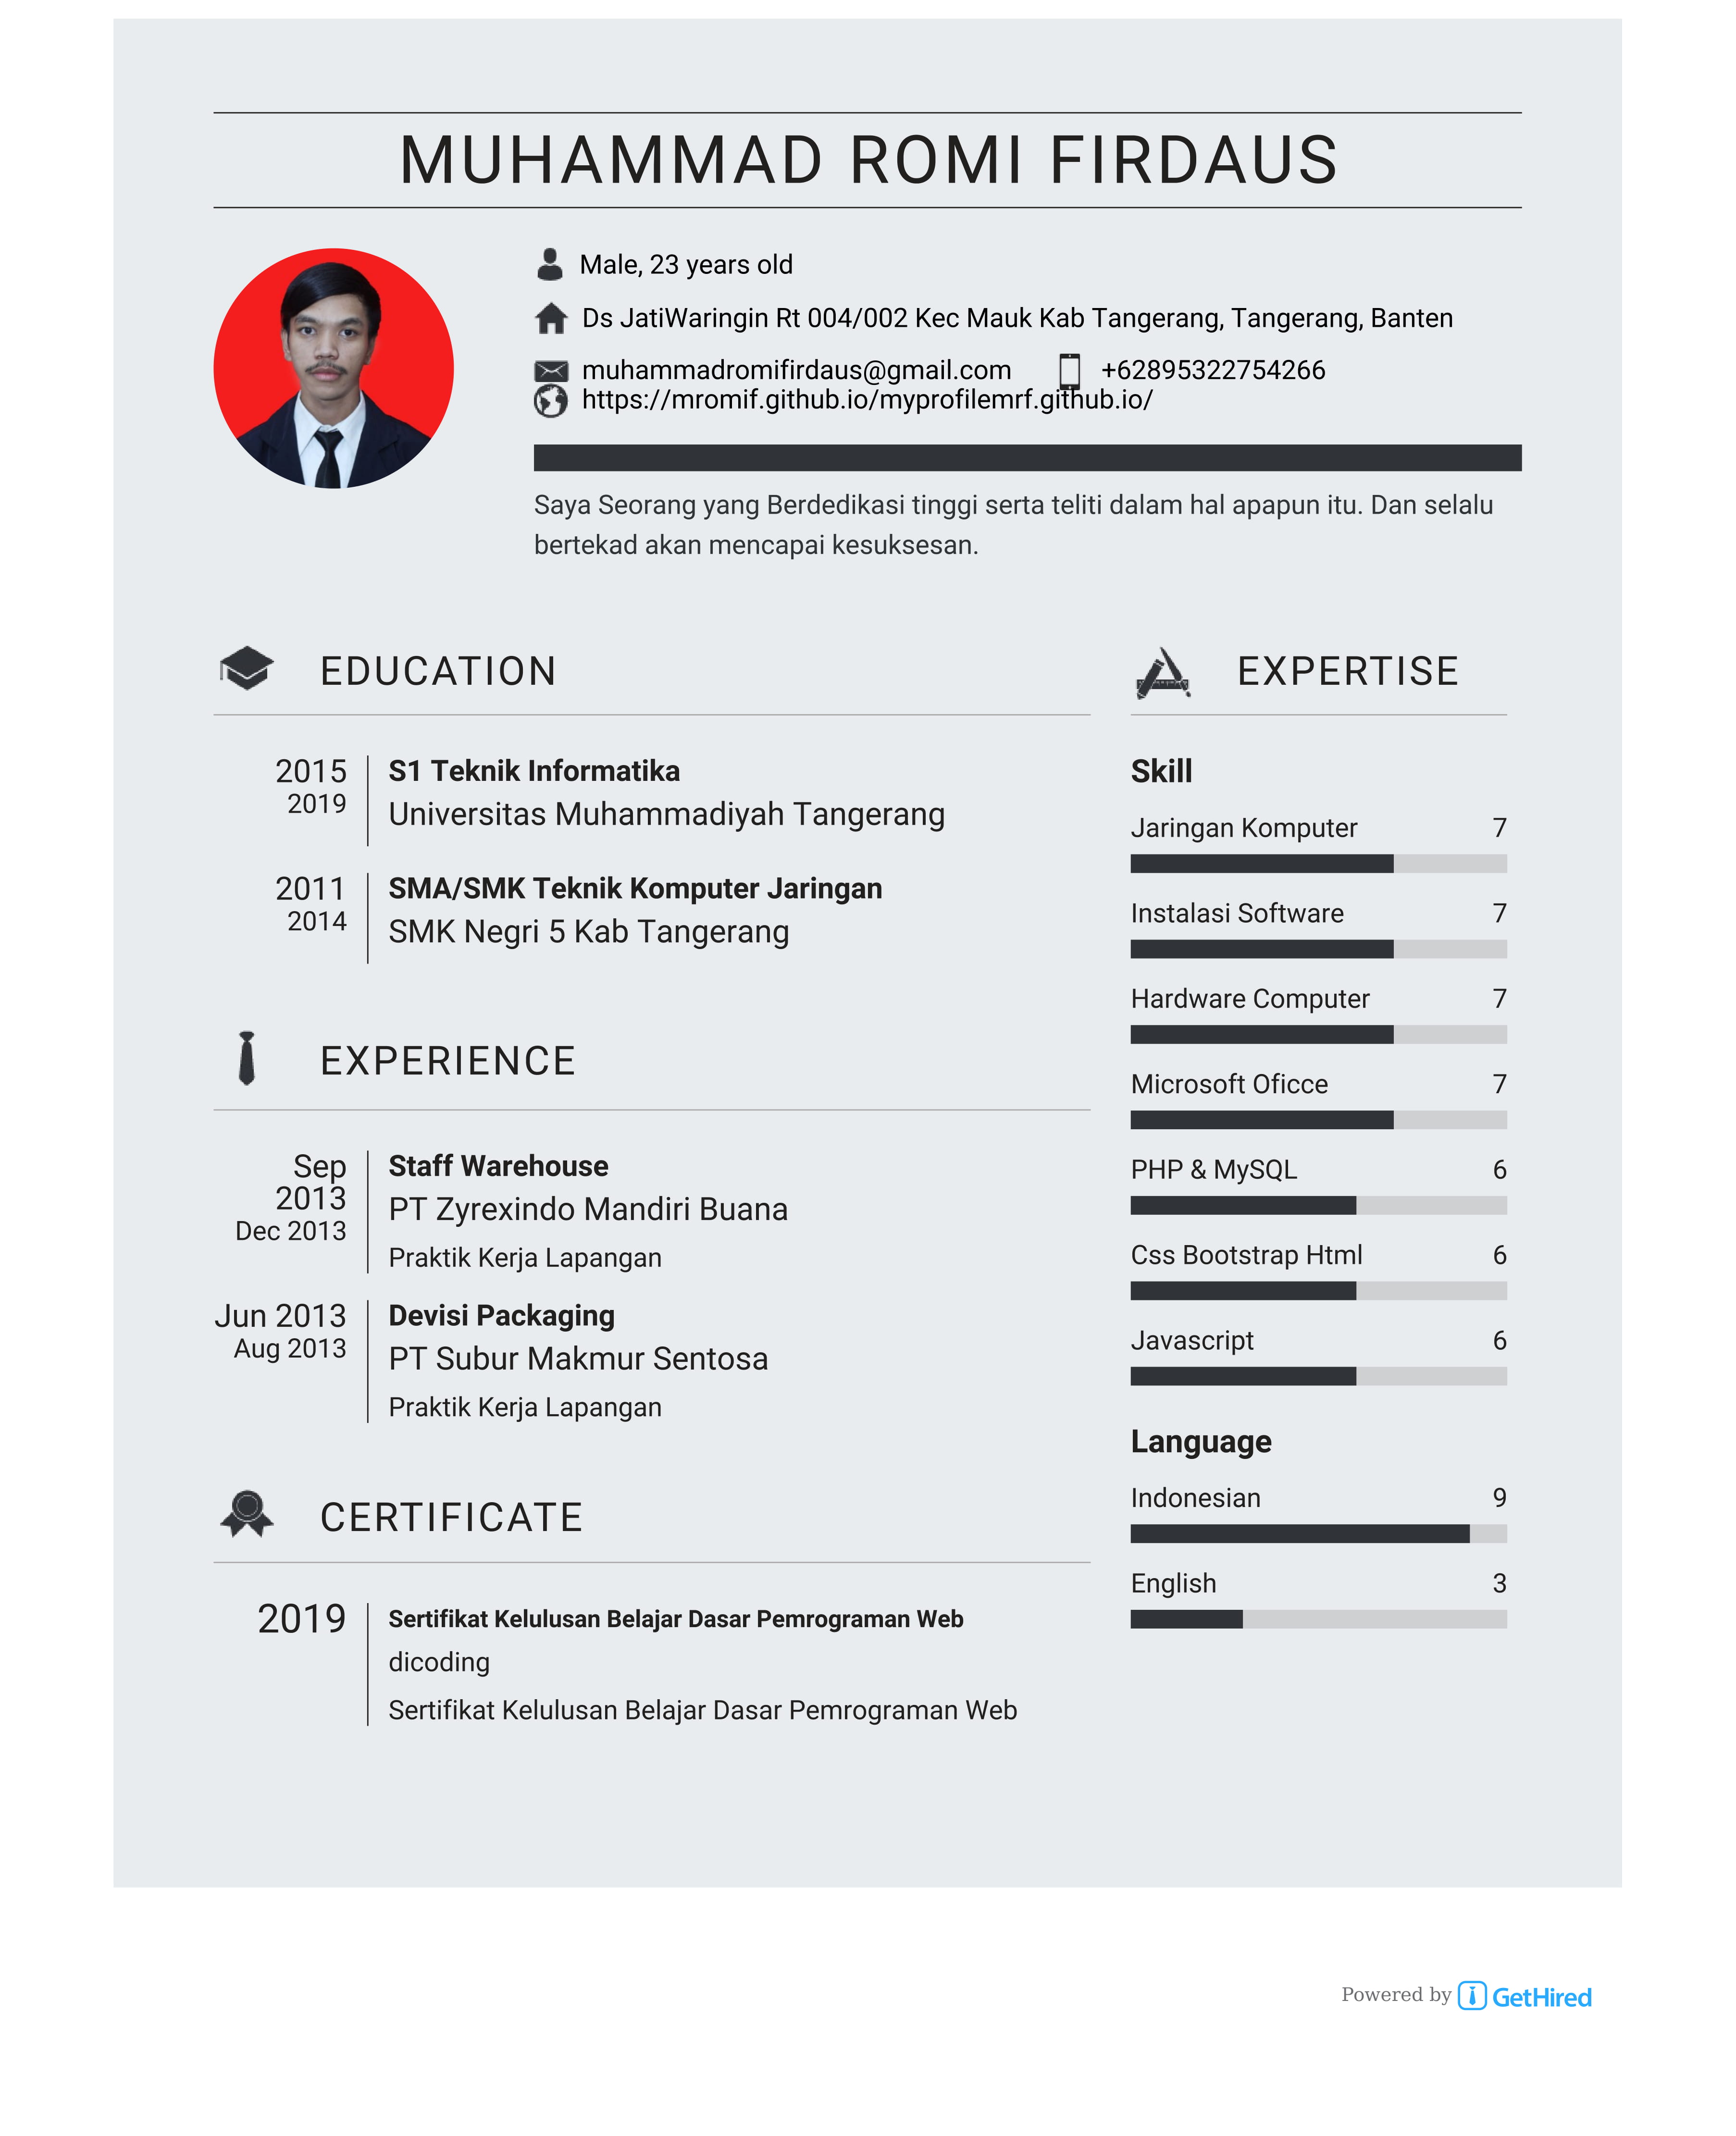 MUHAMMAD ROMI FIRDAUS
Male, 23 years old
Ds JatiWaringin Rt 004/002 Kec Mauk Kab Tangerang, Tangerang, Banten
muhammadromifirdaus@gmail.com +62895322754266
https://mromif.github.io/myprofilemrf.github.io/
Saya Seorang yang Berdedikasi tinggi serta teliti dalam hal apapun itu. Dan selalu
bertekad akan mencapai kesuksesan.
EDUCATION
2015
2019
S1 Teknik Informatika
Universitas Muhammadiyah Tangerang
2011
2014
SMA/SMK Teknik Komputer Jaringan
SMK Negri 5 Kab Tangerang
EXPERIENCE
Sep
2013
Dec 2013
Staff Warehouse
PT Zyrexindo Mandiri Buana
Praktik Kerja Lapangan
Jun 2013
Aug 2013
Devisi Packaging
PT Subur Makmur Sentosa
Praktik Kerja Lapangan
CERTIFICATE
2019
Sertifikat Kelulusan Belajar Dasar Pemrograman Web
dicoding
Sertifikat Kelulusan Belajar Dasar Pemrograman Web
EXPERTISE
Skill
Jaringan Komputer 7
Instalasi Software 7
Hardware Computer 7
Microsoft Oficce 7
PHP & MySQL 6
Css Bootstrap Html 6
Javascript 6
Language
Indonesian 9
English 3
Powered by GetHired